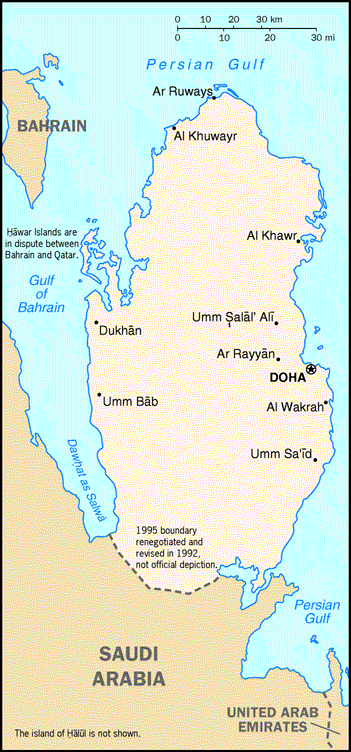 0 10 20 30 km
0 10 20 30 mi
Persian Gulf
Ar Ruways
BAHRAIN
Al Khuwayr
Ḩāwar Islands are
in dispute between
Bahrain and Qatar.
Al Khawr
Gulf
of
Bahrain
Umm Şalāl' Alī
Dukhān
Ar Rayyān
DOHA
Umm Bāb
Al Wakrah
Dawḩat as Salwá
Umm Sa'īd
1995 boundary
renegotiated and
revised in 1992,
not official depiction.
Persian
Gulf
SAUDI
ARABIA
UNITED ARAB
EMIRATES
The island of Ḩālūl is not shown.